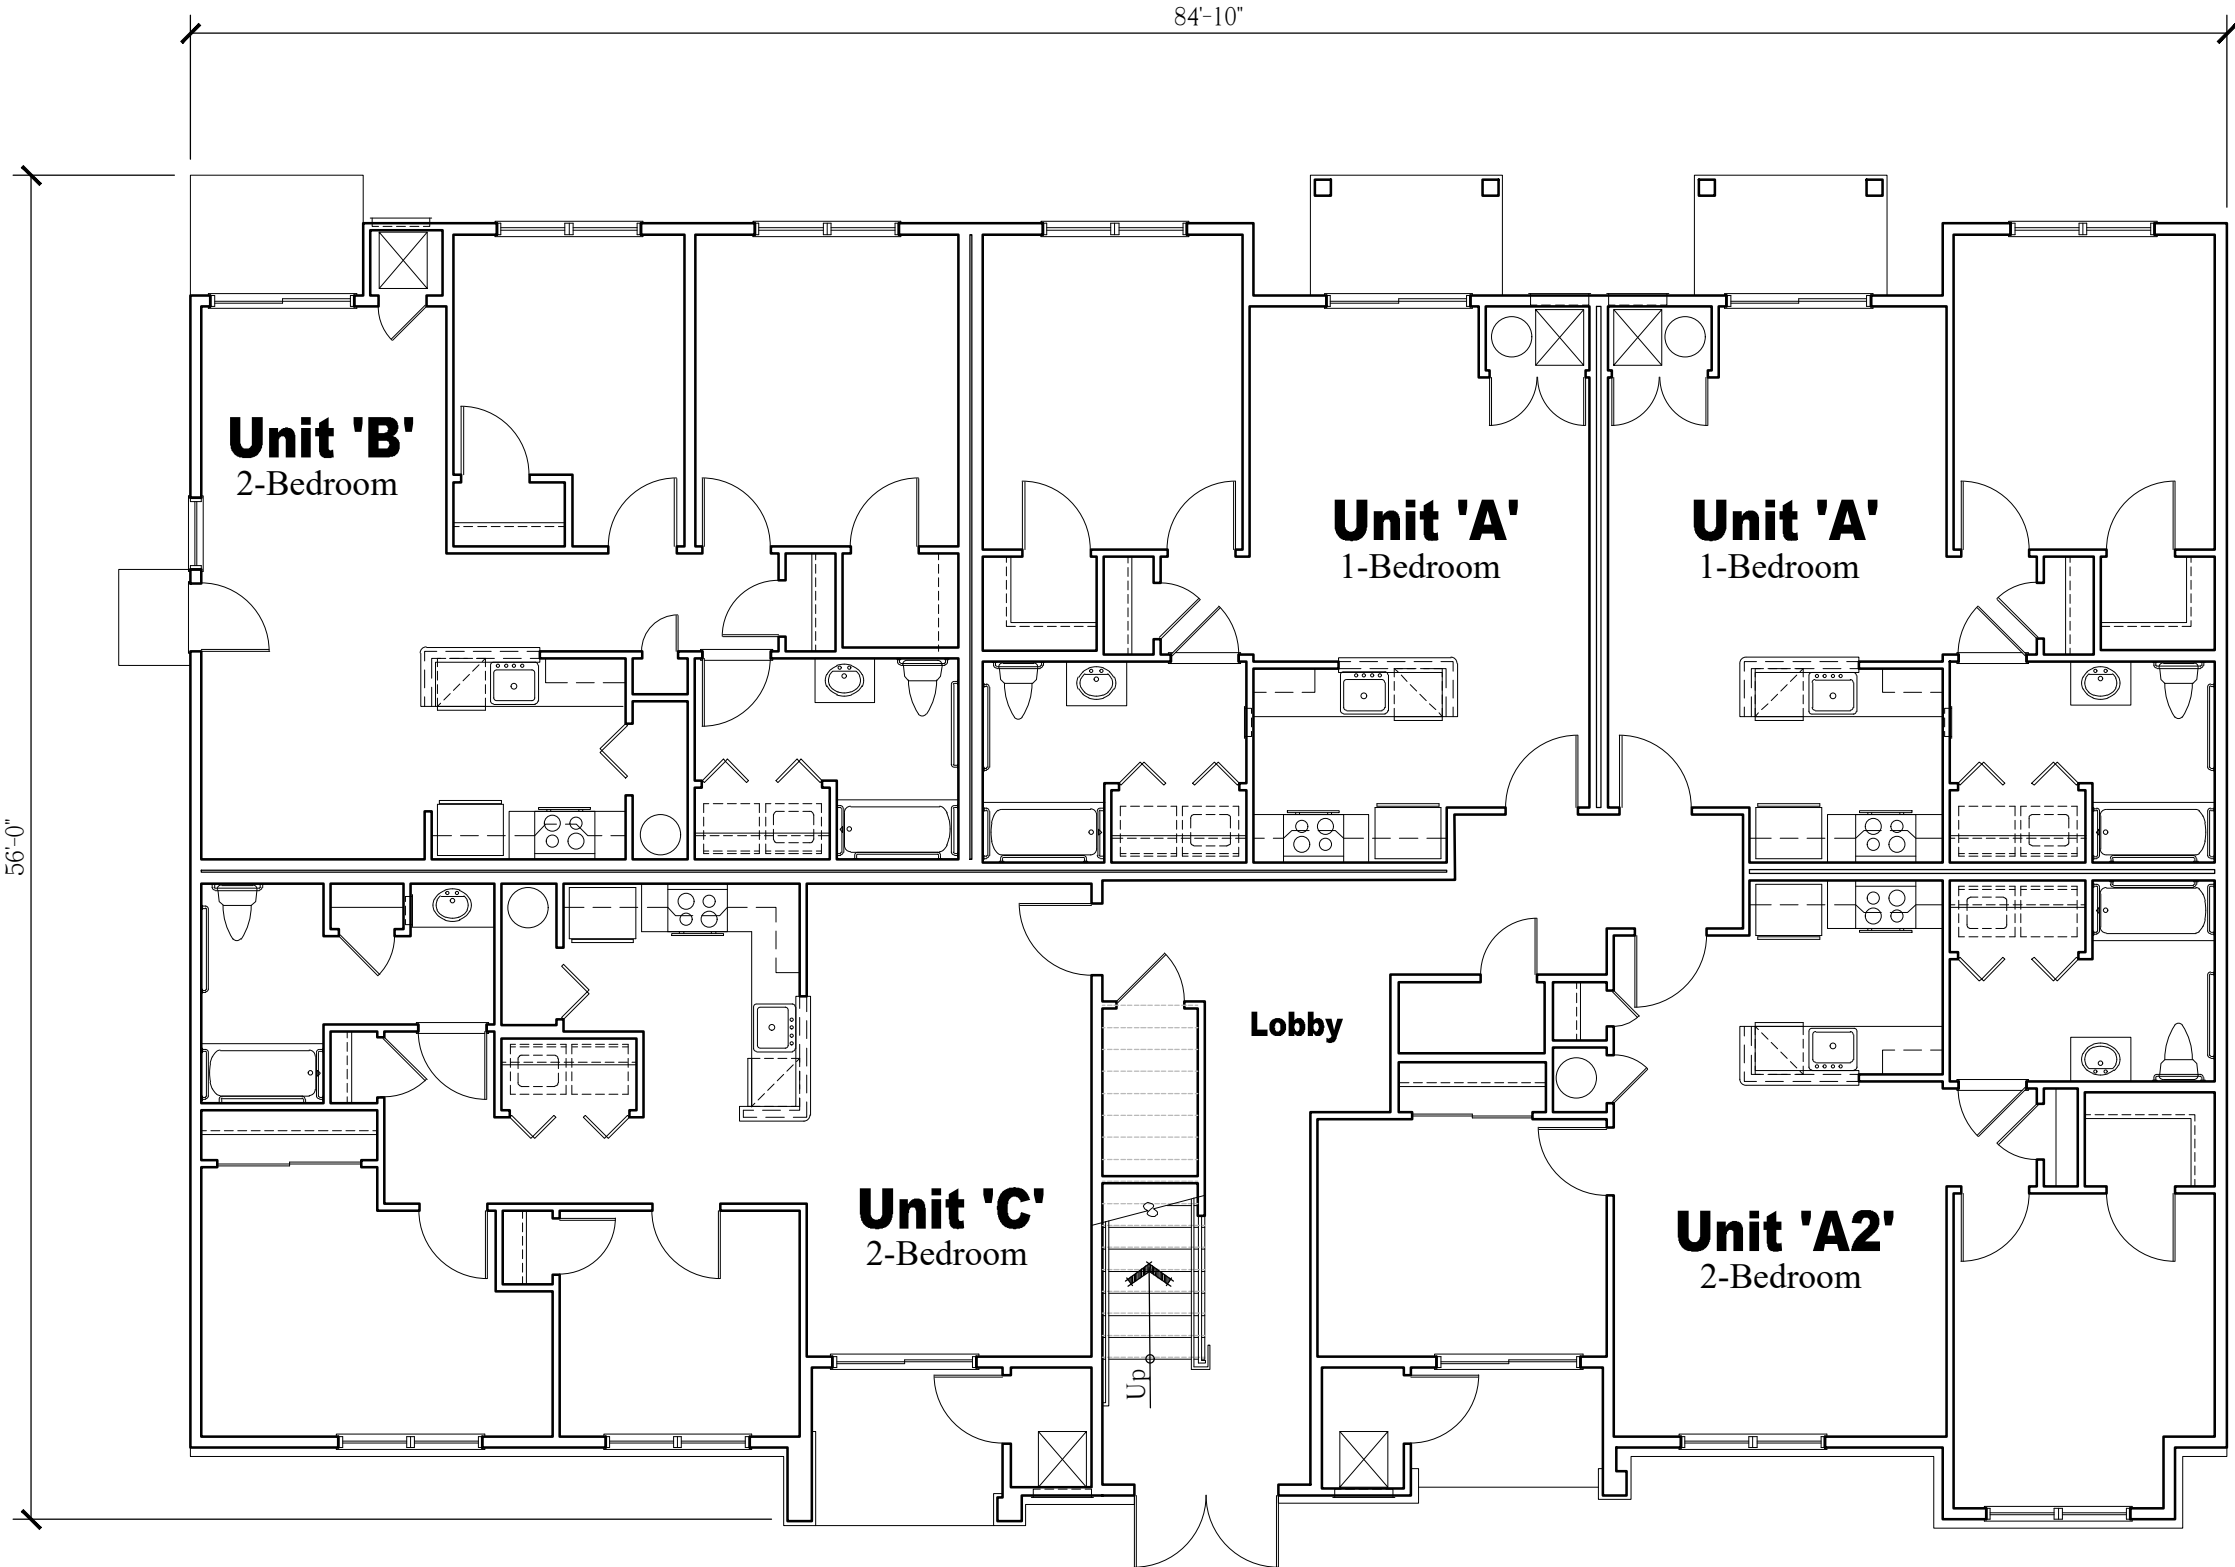 84'-10"
Unit 'B'
2-Bedroom
Unit 'A'
1-Bedroom
Unit 'A'
1-Bedroom
56'-0"
Lobby
Unit 'C'
2-Bedroom
Unit 'A2'
2-Bedroom
8
Up